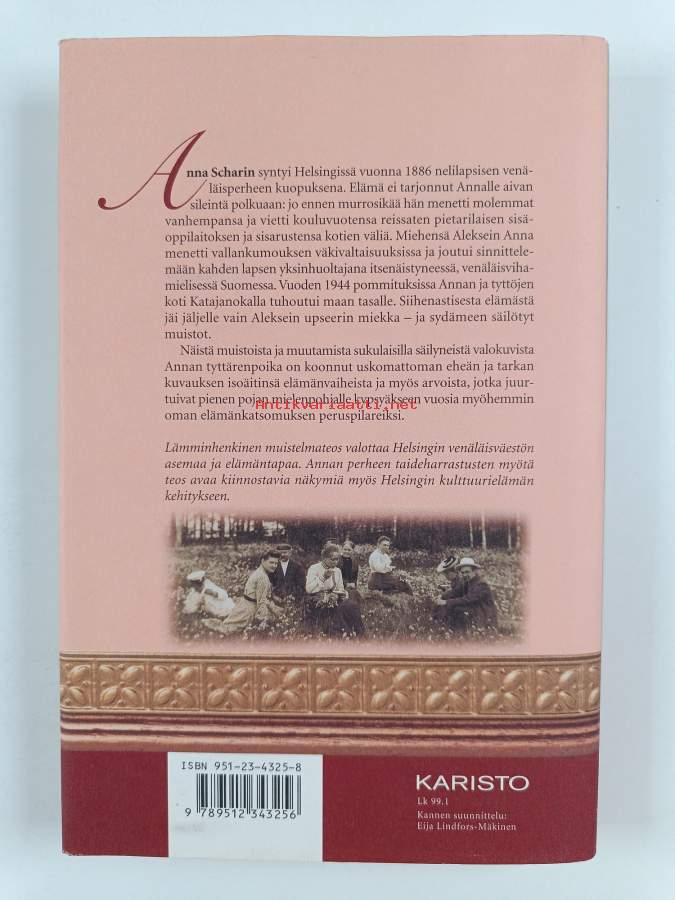 Anna Scharin syntyi Helsingissä vuonna 1886 nelilapsisen venä-
läisperheen kuopuksena. Elämä ei tarjonnut Annalle aivan
sileintä polkuaan: jo ennen murrosikää hän menetti molemmat
vanhempansa ja vietti kouluvuotensa reissaten pietarilaisen sisä-
oppilaitoksen ja sisarustensa kotien väliä. Miehensä Aleksein Anna
menetti vallankumouksen väkivaltaisuuksissa ja joutui sinnittele-
mään kahden lapsen yksinhuoltajana itsenäistyneessä, venäläisviha-
mielisessä Suomessa. Vuoden 1944 pommituksissa Annan ja tyttöjen
koti Katajanokalla tuhoutui maan tasalle. Siihenastisesta elämästä
jäi jäljelle vain Aleksein upseerin miekka – ja sydämeen säilötyt
muistot.
Näistä muistoista ja muutamista sukulaisilla säilyneistä valokuvista
Annan tyttärenpoika on koonnut uskomattoman eheän ja tarkan
kuvauksen isoäitinsä elämänvaiheista ja myös arvoista, jotka juur-
tuivat pienen pojan mielenpohjalle kypsyäkseen vuosia myöhemmin
Antikvariaatti.net
oman elämänkatsomuksen peruspilareiksi.
Lämminhenkinen muistelmateos valottaa Helsingin venäläisväestön
asemaa ja elämäntapaa. Annan perheen taideharrastusten myötä
teos avaa kiinnostavia näkymiä myös Helsingin kulttuurielämän
kehitykseen.
ISBN 951-23-4325-8
9 789512 343256
KARISTO
Lk 99.1
Kannen suunnittelu:
Eija Lindfors-Mäkinen